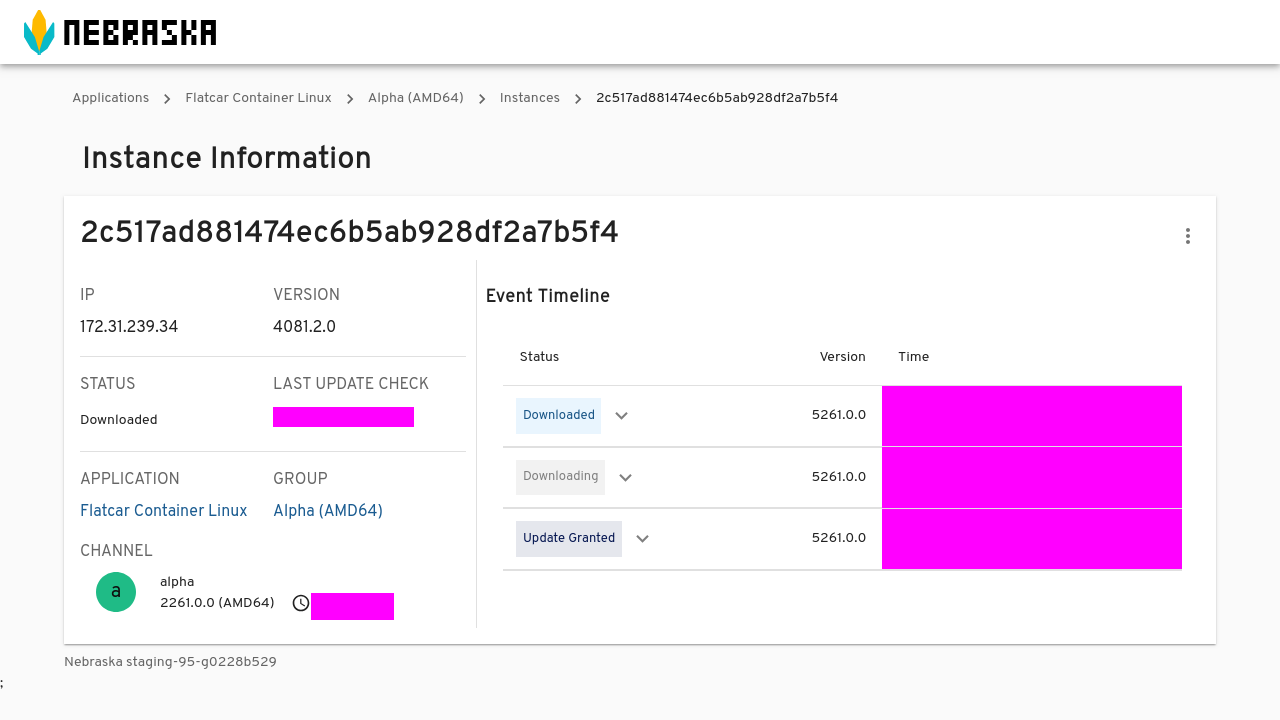 NEBRASKA
Applications > Flatcar Container Linux > Alpha (AMD64) > Instances > 2c517ad881474ec6b5ab928df2a7b5f4
Instance Information
2c517ad881474ec6b5ab928df2a7b5f4
IP VERSION
172.31.239.34 4081.2.0
STATUS LAST UPDATE CHECK
Downloaded
APPLICATION GROUP
Flatcar Container Linux Alpha (AMD64)
CHANNEL
a
alpha
2261.0.0 (AMD64)
Event Timeline
Status Version Time
Downloaded 5261.0.0
Downloading 5261.0.0
Update Granted 5261.0.0
Nebraska staging-95-g0228b529
;